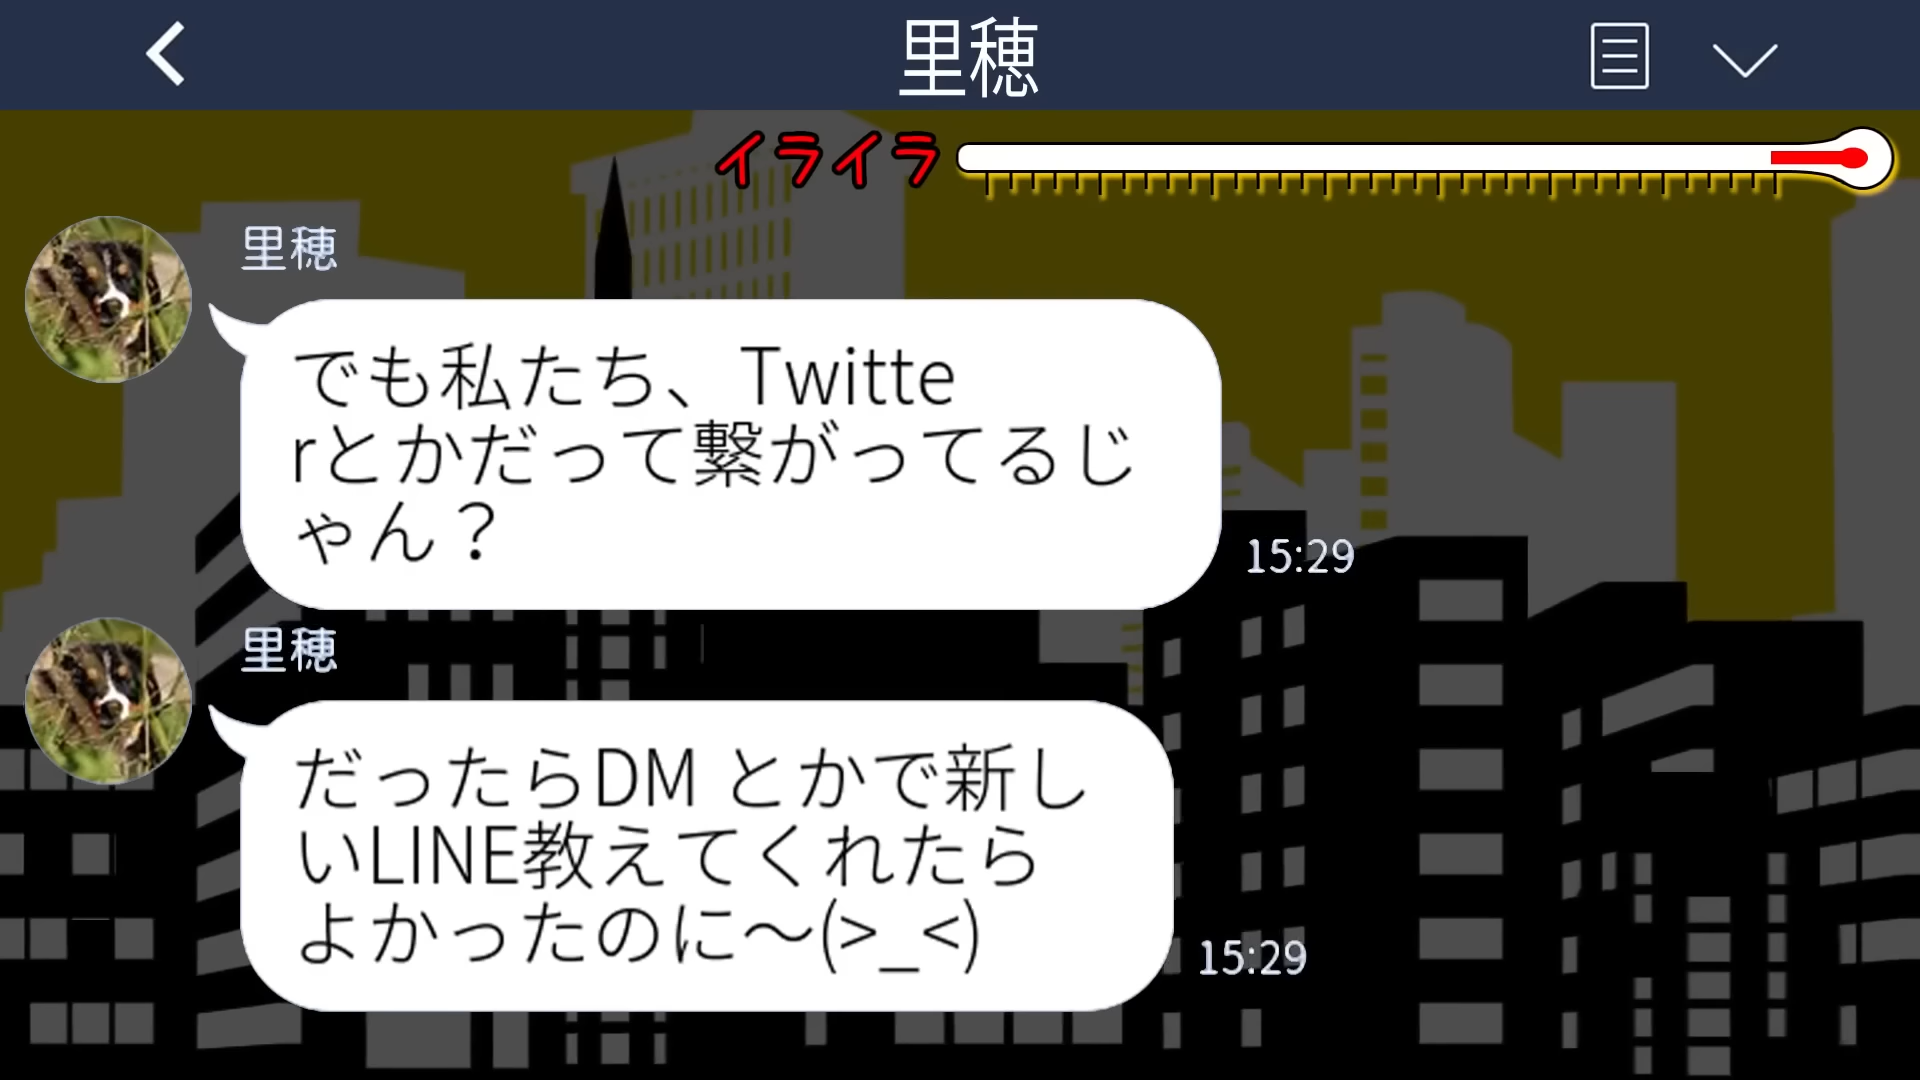 里穂
イライラ
里穂
でも私たち、Twitte
rとかだって繋がってるじ
ゃん？
15:29
里穂
だったらDM とかで新し
いLINE教えてくれたら
よかったのに～(>_<)
15:29